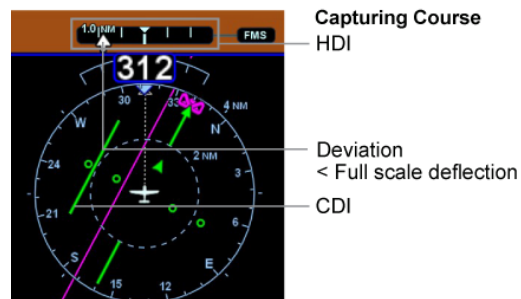 Capturing Course
HDI
1.0 NM
FMS
312
30
33
4 NM
W
N
24
2 NM
3
Deviation
< Full scale deflection
21
CDI
6
S
E
15
12